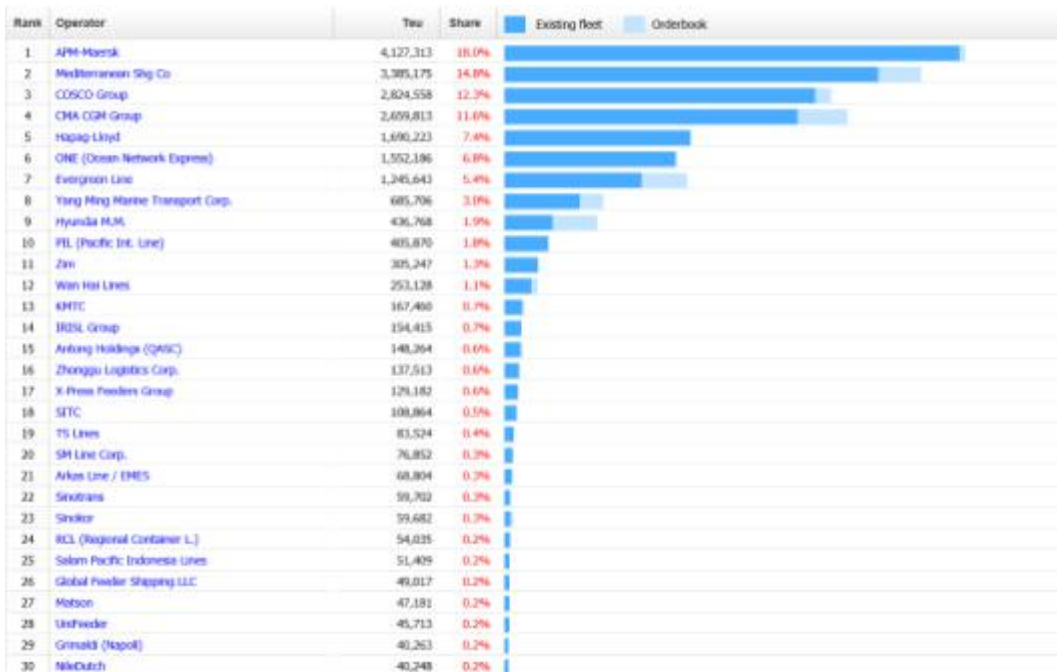 Rank Operator Teu Share Existing fleet Orderbook
1 APM-Maersk 4,127,313 18.0%
2 Mediterranean Shg Co 3,385,175 14.8%
3 COSCO Group 2,824,558 12.3%
4 CMA CGM Group 2,659,813 11.6%
5 Hapag-Lloyd 1,690,223 7.4%
6 ONE (Ocean Network Express) 1,552,186 6.8%
7 Evergreen Line 1,245,643 5.4%
8 Yang Ming Marine Transport Corp. 685,706 3.0%
9 Hyundai M.M. 436,768 1.9%
10 PIL (Pacific Int. Line) 405,870 1.8%
11 Zim 305,247 1.3%
12 Wan Hai Lines 253,128 1.1%
13 KMTC 167,460 0.7%
14 IRISL Group 154,415 0.7%
15 Antong Holdings (QASC) 148,264 0.6%
16 Zhonggu Logistics Corp. 137,513 0.6%
17 X-Press Feeders Group 129,182 0.6%
18 SITC 108,864 0.5%
19 TS Lines 83,524 0.4%
20 SM Line Corp. 76,852 0.3%
21 Arkas Line / EMES 68,804 0.3%
22 Sinotrans 59,702 0.3%
23 Sinokor 59,682 0.3%
24 RCL (Regional Container L.) 54,035 0.2%
25 Salam Pacific Indonesia Lines 51,409 0.2%
26 Global Feeder Shipping LLC 49,017 0.2%
27 Matson 47,181 0.2%
28 UniFeeder 45,713 0.2%
29 Grimaldi (Napoli) 40,263 0.2%
30 NileDutch 40,248 0.2%